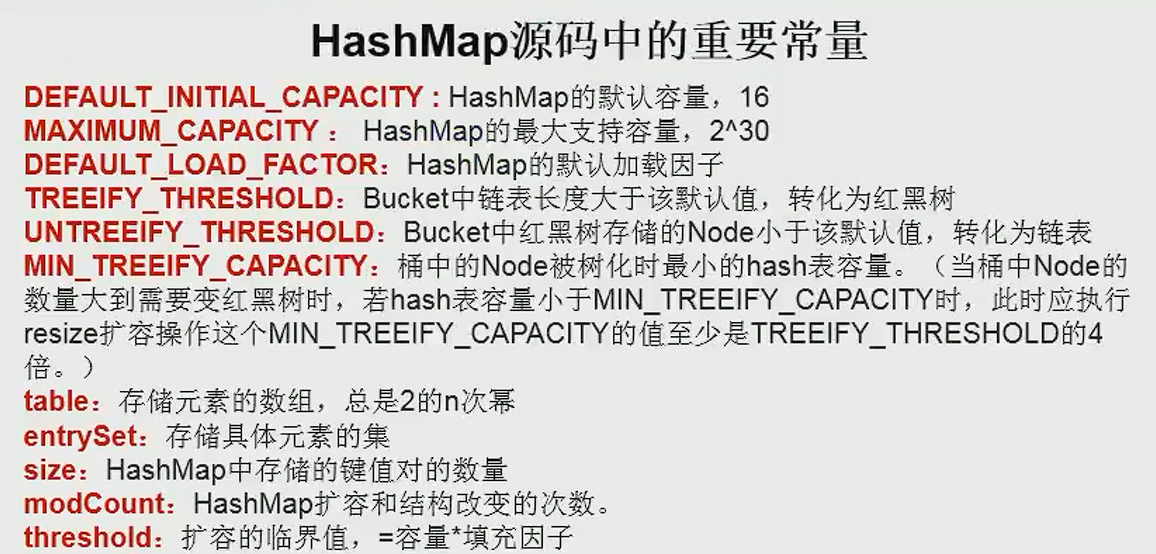 HashMap源码中的重要常量
DEFAULT_INITIAL_CAPACITY : HashMap的默认容量，16
MAXIMUM_CAPACITY ： HashMap的最大支持容量，2^30
DEFAULT_LOAD_FACTOR：HashMap的默认加载因子
TREEIFY_THRESHOLD：Bucket中链表长度大于该默认值，转化为红黑树
UNTREEIFY_THRESHOLD：Bucket中红黑树存储的Node小于该默认值，转化为链表
MIN_TREEIFY_CAPACITY：桶中的Node被树化时最小的hash表容量。（当桶中Node的
数量大到需要变红黑树时，若hash表容量小于MIN_TREEIFY_CAPACITY时，此时应执行
resize扩容操作这个MIN_TREEIFY_CAPACITY的值至少是TREEIFY_THRESHOLD的4
倍。）
table：存储元素的数组，总是2的n次幂
entrySet：存储具体元素的集
size：HashMap中存储的键值对的数量
modCount：HashMap扩容和结构改变的次数。
threshold：扩容的临界值，=容量*填充因子